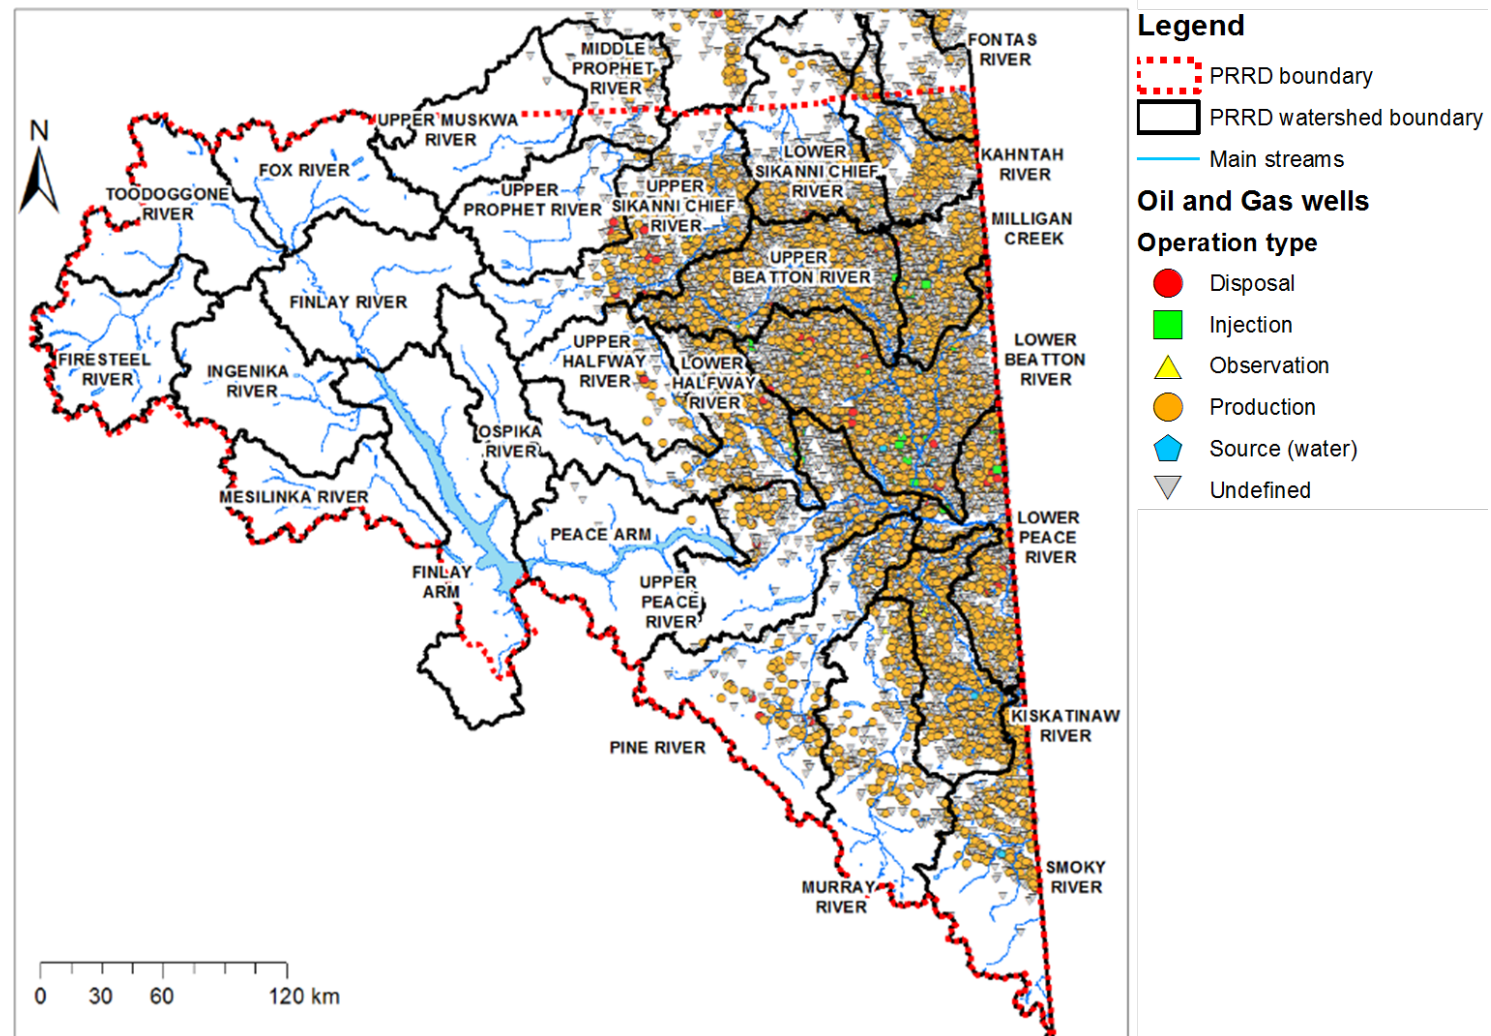 N
MIDDLE
PROPHET
RIVER
FONTAS
RIVER
UPPER MUSKWA
RIVER
FOX RIVER
TOODOGGONE
RIVER
UPPER
PROPHET RIVER
UPPER
SIKANNI CHIEF
RIVER
LOWER
SIKANNI CHIEF
RIVER
KAHNTAH
RIVER
MILLIGAN
CREEK
UPPER
BEATTON RIVER
FINLAY RIVER
FIRESTEEL
RIVER
INGENIKA
RIVER
UPPER
HALFWAY
RIVER
LOWER
HALFWAY
RIVER
LOWER
BEATTON
RIVER
OSPIKA
RIVER
MESILINKA RIVER
PEACE ARM
LOWER
PEACE
RIVER
FINLAY
ARM
UPPER
PEACE
RIVER
PINE RIVER
KISKATINAW
RIVER
MURRAY
RIVER
SMOKY
RIVER
0 30 60 120 km
Legend
PRRD boundary
PRRD watershed boundary
Main streams
Oil and Gas wells
Operation type
Disposal
Injection
Observation
Production
Source (water)
Undefined